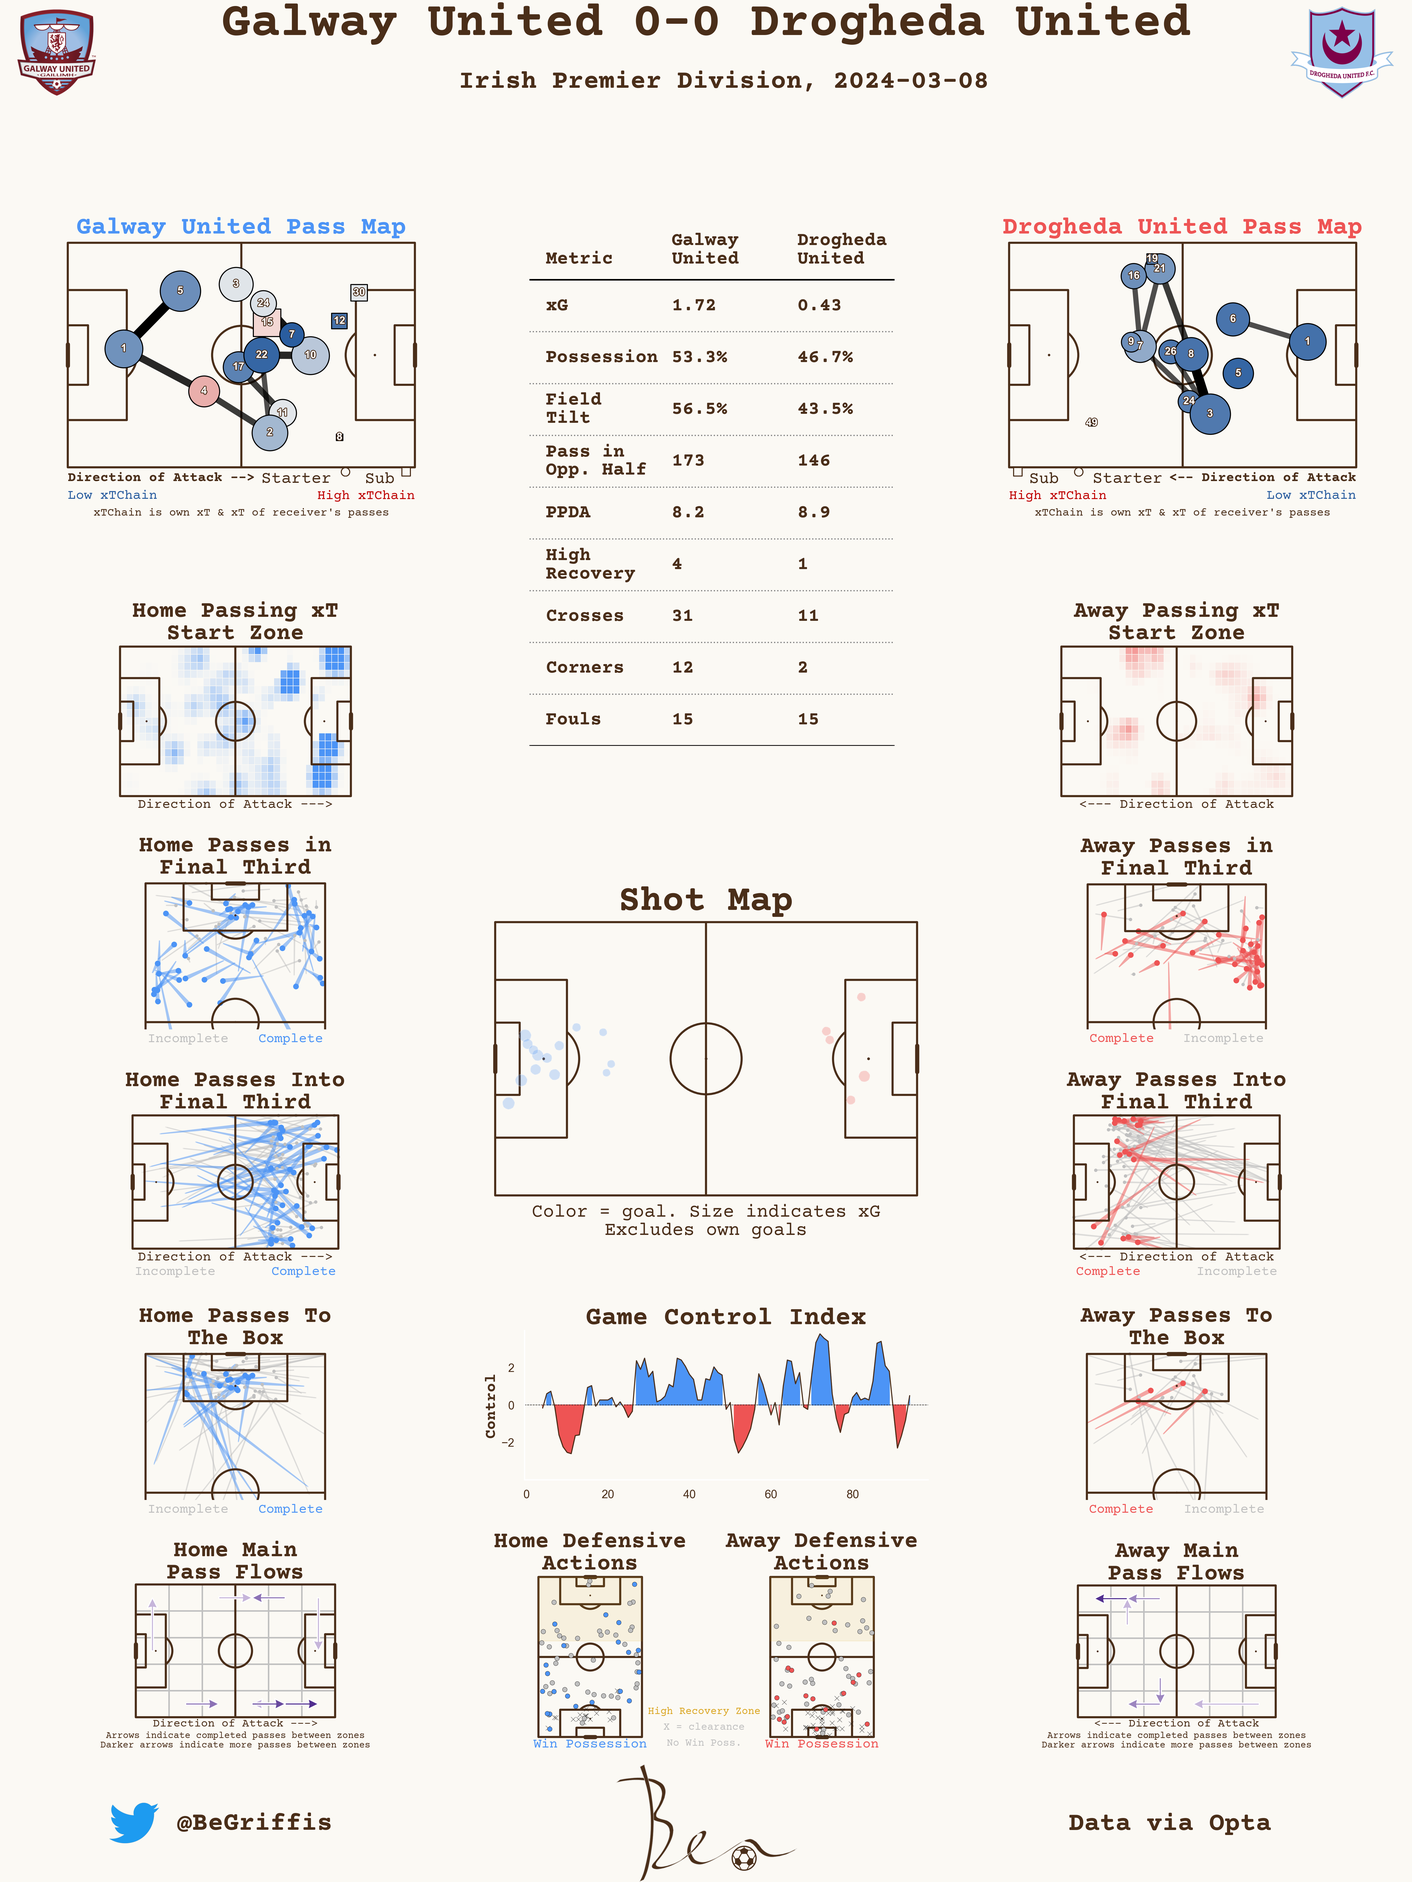 Galway United 0-0 Drogheda United
Irish Premier Division, 2024-03-08
GALWAY UNITED
GAILLIMH
DROGHEDA UNITED F.C.
Galway United Pass Map
5
3
24
30
15
12
7
1
22
10
17
4
11
2
8
Direction of Attack --> Starter Sub
Low xTChain High xTChain
xTChain is own xT & xT of receiver's passes
Metric Galway United Drogheda United
xG 1.72 0.43
Possession 53.3% 46.7%
Field Tilt 56.5% 43.5%
Pass in Opp. Half 173 146
PPDA 8.2 8.9
High Recovery 4 1
Crosses 31 11
Corners 12 2
Fouls 15 15
Drogheda United Pass Map
19
16
21
6
9
7
26
8
1
5
24
3
49
Sub Starter <-- Direction of Attack
High xTChain Low xTChain
xTChain is own xT & xT of receiver's passes
Home Passing xT
Start Zone
Direction of Attack --->
Away Passing xT
Start Zone
<--- Direction of Attack
Home Passes in
Final Third
Incomplete Complete
Away Passes in
Final Third
Complete Incomplete
Shot Map
Color = goal. Size indicates xG
Excludes own goals
Home Passes Into
Final Third
Direction of Attack --->
Incomplete Complete
Away Passes Into
Final Third
<--- Direction of Attack
Complete Incomplete
Home Passes To
The Box
Incomplete Complete
Game Control Index
Control
2
0
−2
0 20 40 60 80
Away Passes To
The Box
Complete Incomplete
Home Main
Pass Flows
Direction of Attack --->
Arrows indicate completed passes between zones
Darker arrows indicate more passes between zones
Home Defensive
Actions
Win Possession
High Recovery Zone
X = clearance
No Win Poss.
Away Defensive
Actions
Win Possession
Away Main
Pass Flows
<--- Direction of Attack
Arrows indicate completed passes between zones
Darker arrows indicate more passes between zones
@BeGriffis
Ben
Data via Opta